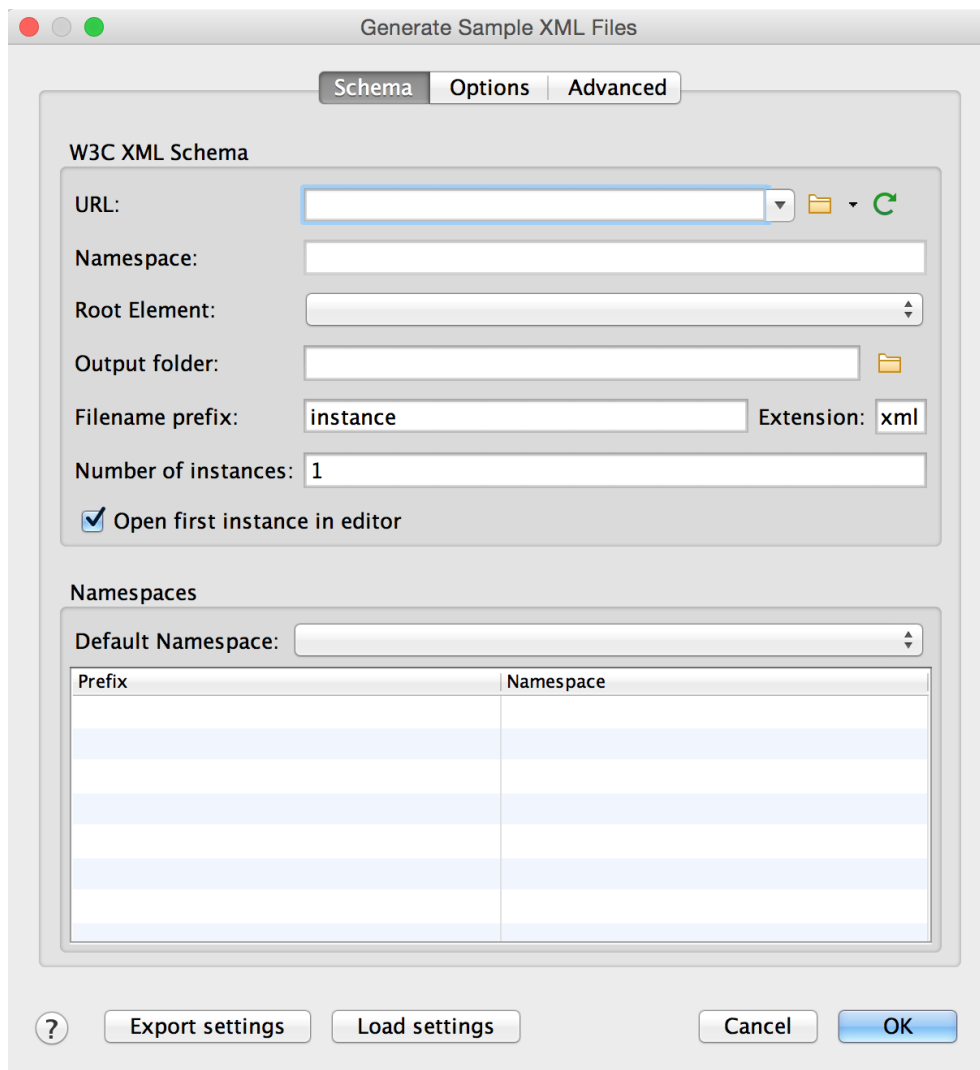 Generate Sample XML Files
Schema Options Advanced
W3C XML Schema
URL:
Namespace:
Root Element:
Output folder:
Filename prefix: instance Extension: xml
Number of instances: 1
Open first instance in editor
Namespaces
Default Namespace:
Prefix Namespace
? Export settings Load settings Cancel OK